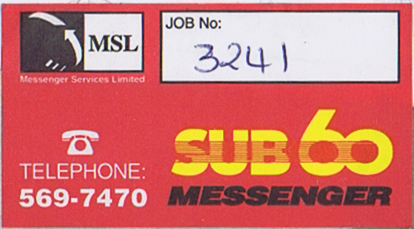 MSL
Messenger Services Limited
JOB No:
3241
TELEPHONE:
569-7470
SUB 60
MESSENGER